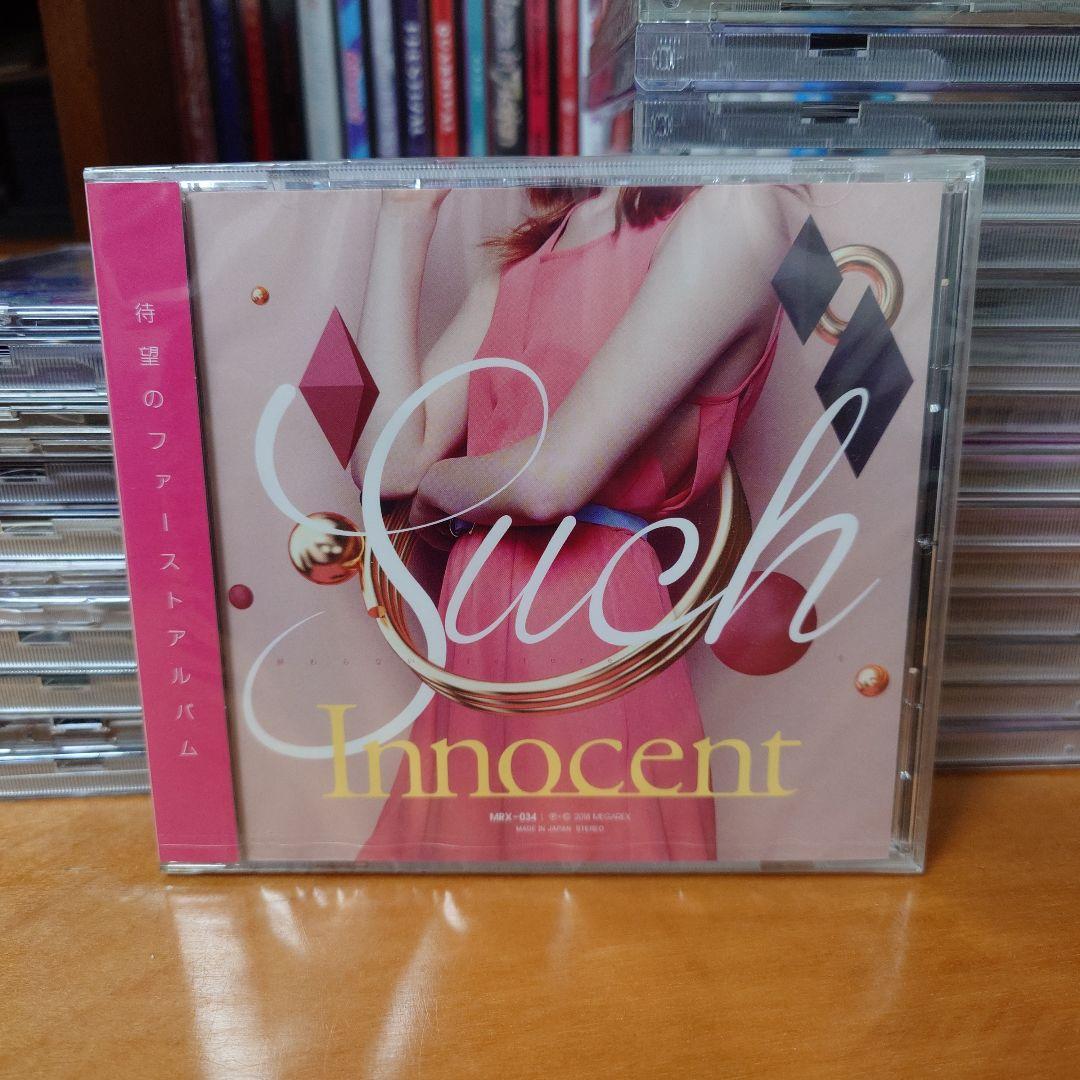 待望のファーストアルバム
Such
Innocent
MRX-034 | ℗・© 2018 MEGAREX
MADE IN JAPAN STEREO